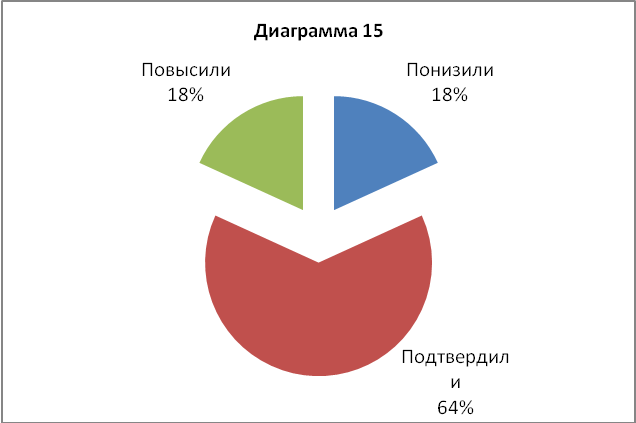 Диаграмма 15
Повысили
18%
Понизили
18%
Подтвердил
и
64%